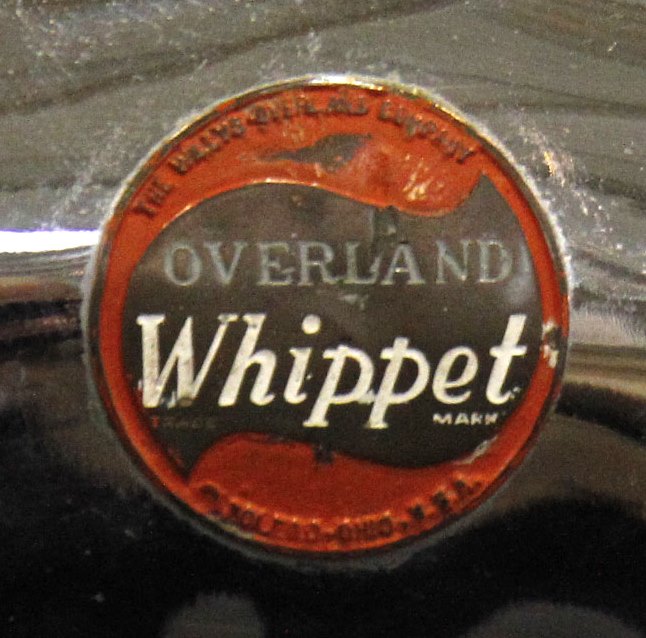 THE WILLYS-OVERLAND COMPANY
OVERLAND
Whippet
TRADE MARK
TOLEDO, OHIO, U.S.A.